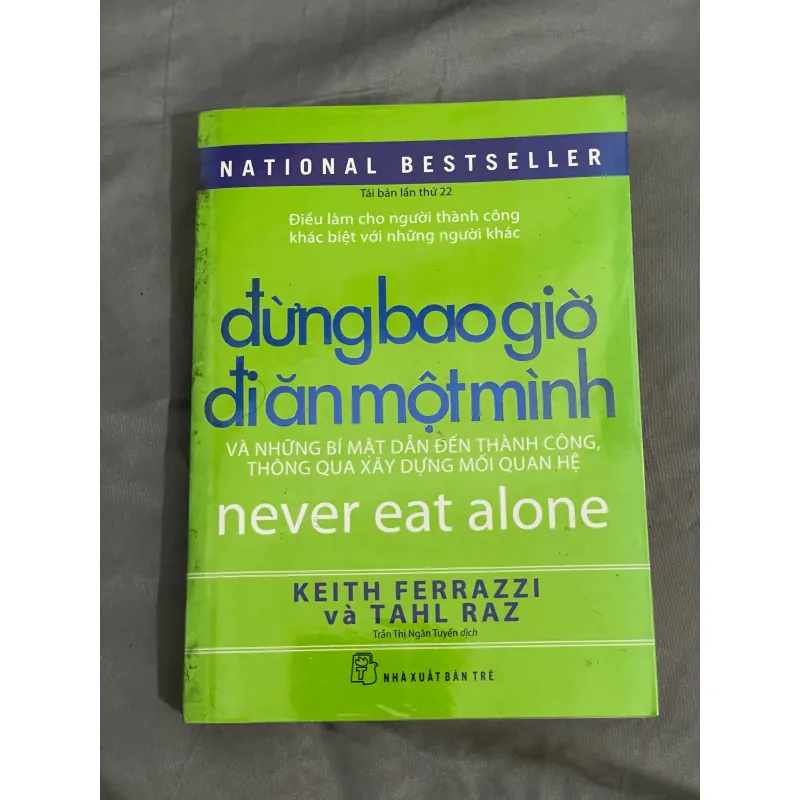 NATIONAL BESTSELLER
Tái bản lần thứ 22
Điều làm cho người thành công
khác biệt với những người khác
đừng bao giờ
đi ăn một mình
VÀ NHỮNG BÍ MẬT DẪN ĐẾN THÀNH CÔNG,
THÔNG QUA XÂY DỰNG MỐI QUAN HỆ
never eat alone
KEITH FERRAZZI
và TAHL RAZ
Trần Thị Ngân Tuyến dịch
NHÀ XUẤT BẢN TRẺ